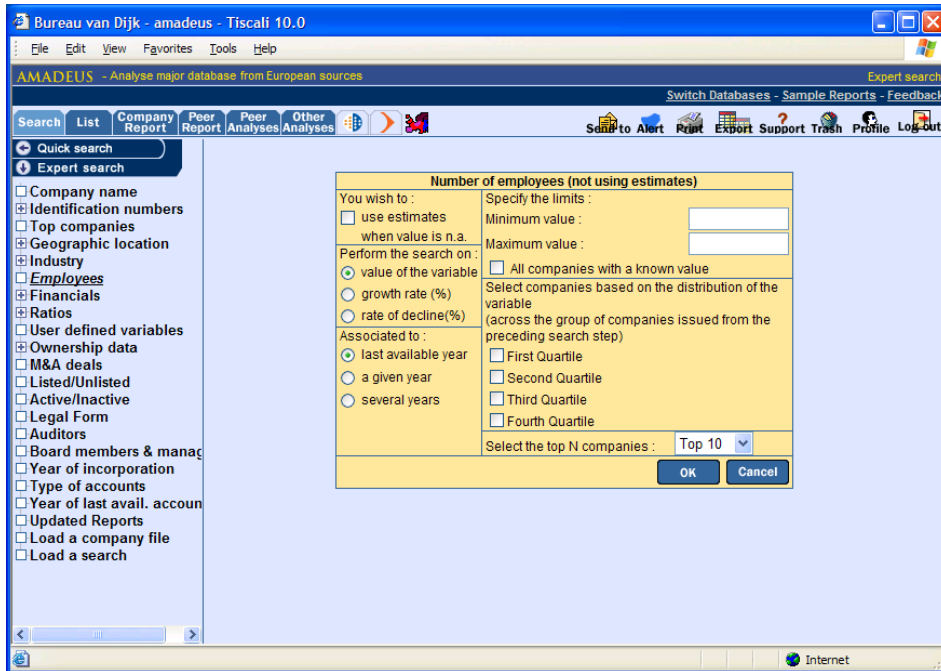 Bureau van Dijk - amadeus - Tiscali 10.0
File Edit View Favorites Tools Help
AMADEUS - Analyse major database from European sources
Expert search
Switch Databases - Sample Reports - Feedback
Search List Company Report Peer Report Peer Analyses Other Analyses
Send to Alert Print Export Support Trash Profile Log out
Quick search
Expert search
Company name
Identification numbers
Top companies
Geographic location
Industry
Employees
Financials
Ratios
User defined variables
Ownership data
M&A deals
Listed/Unlisted
Active/Inactive
Legal Form
Auditors
Board members & manag
Year of incorporation
Type of accounts
Year of last avail. accoun
Updated Reports
Load a company file
Load a search
Number of employees (not using estimates)
You wish to :
use estimates
when value is n.a.
Perform the search on :
value of the variable
growth rate (%)
rate of decline(%)
Associated to :
last available year
a given year
several years
Specify the limits :
Minimum value :
Maximum value :
All companies with a known value
Select companies based on the distribution of the
variable
(across the group of companies issued from the
preceding search step)
First Quartile
Second Quartile
Third Quartile
Fourth Quartile
Select the top N companies : Top 10
OK Cancel
Internet